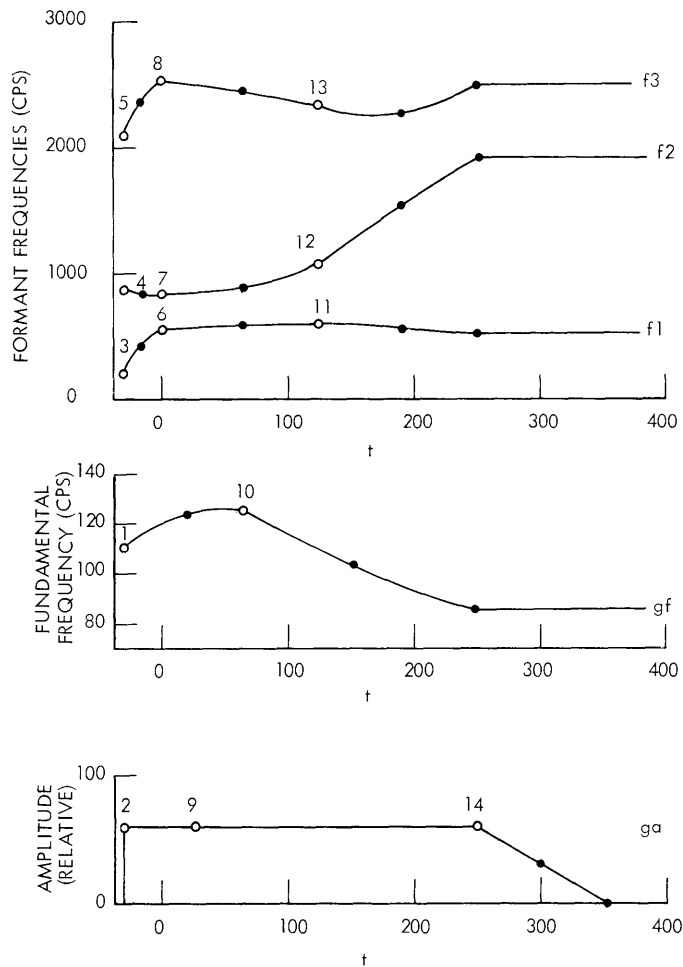 3000
2000
1000
0
FORMANT FREQUENCIES (CPS)
5
8
13
f3
4
7
12
f2
3
6
11
f1
0 100 200 300 400
t
140
120
100
80
FUNDAMENTAL
FREQUENCY (CPS)
1
10
gf
0 100 200 300 400
t
100
0
AMPLITUDE
(RELATIVE)
2
9
14
ga
0 100 200 300 400
t